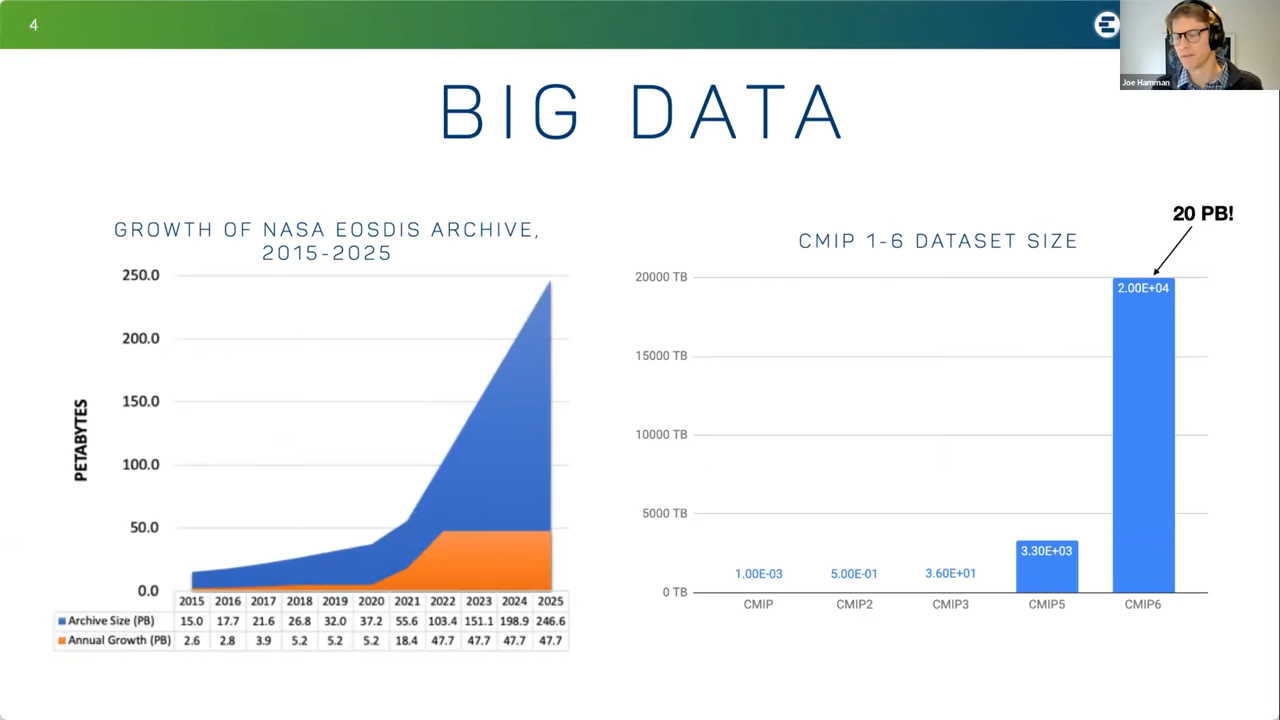 4
Joe Hamman
BIG DATA
GROWTH OF NASA EOSDIS ARCHIVE,
2015-2025
250.0
200.0
150.0
100.0
50.0
0.0
PETABYTES
2015 2016 2017 2018 2019 2020 2021 2022 2023 2024 2025
Archive Size (PB) 15.0 17.7 21.6 26.8 32.0 37.2 55.6 103.4 151.1 198.9 246.6
Annual Growth (PB) 2.6 2.8 3.9 5.2 5.2 5.2 18.4 47.7 47.7 47.7 47.7
20 PB!
CMIP 1-6 DATASET SIZE
20000 TB
15000 TB
10000 TB
5000 TB
0 TB
1.00E-03 5.00E-01 3.60E+01 3.30E+03 2.00E+04
CMIP CMIP2 CMIP3 CMIP5 CMIP6